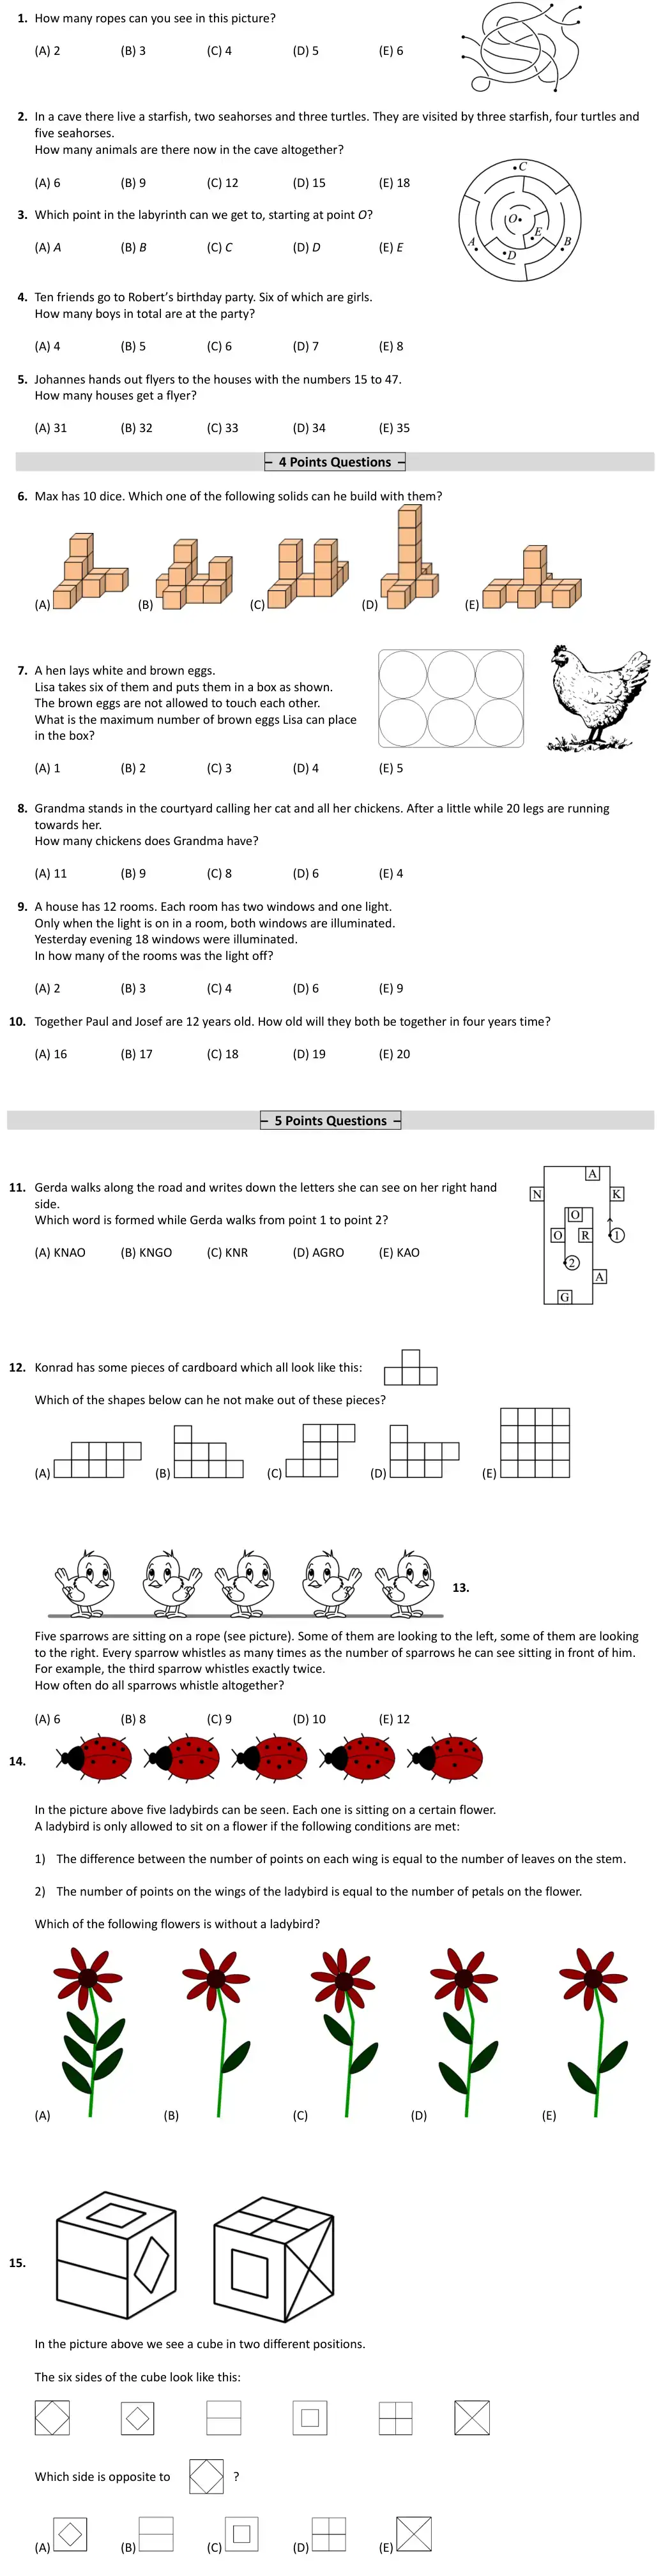 1. How many ropes can you see in this picture?
(A) 2 (B) 3 (C) 4 (D) 5 (E) 6
2. In a cave there live a starfish, two seahorses and three turtles. They are visited by three starfish, four turtles and
five seahorses.
How many animals are there now in the cave altogether?
(A) 6 (B) 9 (C) 12 (D) 15 (E) 18
C
3. Which point in the labyrinth can we get to, starting at point O?
O
E
A
B
D
(A) A (B) B (C) C (D) D (E) E
4. Ten friends go to Robert's birthday party. Six of which are girls.
How many boys in total are at the party?
(A) 4 (B) 5 (C) 6 (D) 7 (E) 8
5. Johannes hands out flyers to the houses with the numbers 15 to 47.
How many houses get a flyer?
(A) 31 (B) 32 (C) 33 (D) 34 (E) 35
– 4 Points Questions –
6. Max has 10 dice. Which one of the following solids can he build with them?
(A) (B) (C) (D) (E)
7. A hen lays white and brown eggs.
Lisa takes six of them and puts them in a box as shown.
The brown eggs are not allowed to touch each other.
What is the maximum number of brown eggs Lisa can place
in the box?
(A) 1 (B) 2 (C) 3 (D) 4 (E) 5
8. Grandma stands in the courtyard calling her cat and all her chickens. After a little while 20 legs are running
towards her.
How many chickens does Grandma have?
(A) 11 (B) 9 (C) 8 (D) 6 (E) 4
9. A house has 12 rooms. Each room has two windows and one light.
Only when the light is on in a room, both windows are illuminated.
Yesterday evening 18 windows were illuminated.
In how many of the rooms was the light off?
(A) 2 (B) 3 (C) 4 (D) 6 (E) 9
10. Together Paul and Josef are 12 years old. How old will they both be together in four years time?
(A) 16 (B) 17 (C) 18 (D) 19 (E) 20
– 5 Points Questions –
11. Gerda walks along the road and writes down the letters she can see on her right hand
side.
Which word is formed while Gerda walks from point 1 to point 2?
(A) KNAO (B) KNGO (C) KNR (D) AGRO (E) KAO
A
N K
O
O R 1
2
A
G
12. Konrad has some pieces of cardboard which all look like this:
Which of the shapes below can he not make out of these pieces?
(A) (B) (C) (D) (E)
13.
Five sparrows are sitting on a rope (see picture). Some of them are looking to the left, some of them are looking
to the right. Every sparrow whistles as many times as the number of sparrows he can see sitting in front of him.
For example, the third sparrow whistles exactly twice.
How often do all sparrows whistle altogether?
(A) 6 (B) 8 (C) 9 (D) 10 (E) 12
14.
In the picture above five ladybirds can be seen. Each one is sitting on a certain flower.
A ladybird is only allowed to sit on a flower if the following conditions are met:
1) The difference between the number of points on each wing is equal to the number of leaves on the stem.
2) The number of points on the wings of the ladybird is equal to the number of petals on the flower.
Which of the following flowers is without a ladybird?
(A) (B) (C) (D) (E)
15.
In the picture above we see a cube in two different positions.
The six sides of the cube look like this:
Which side is opposite to ?
(A) (B) (C) (D) (E)